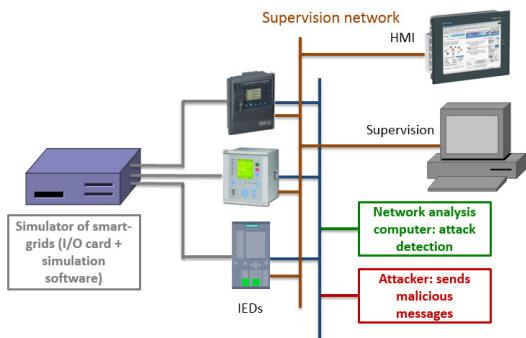 Supervision network
HMI
Supervision
Simulator of smart-
grids (I/O card +
simulation
software)
Network analysis
computer: attack
detection
Attacker: sends
malicious
messages
IEDs